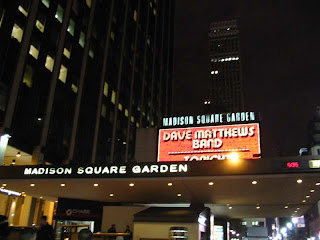 MADISON SQUARE GARDEN
DAVE MATTHEWS
BAND
TONIGHT
MADISON SQUARE GARDEN